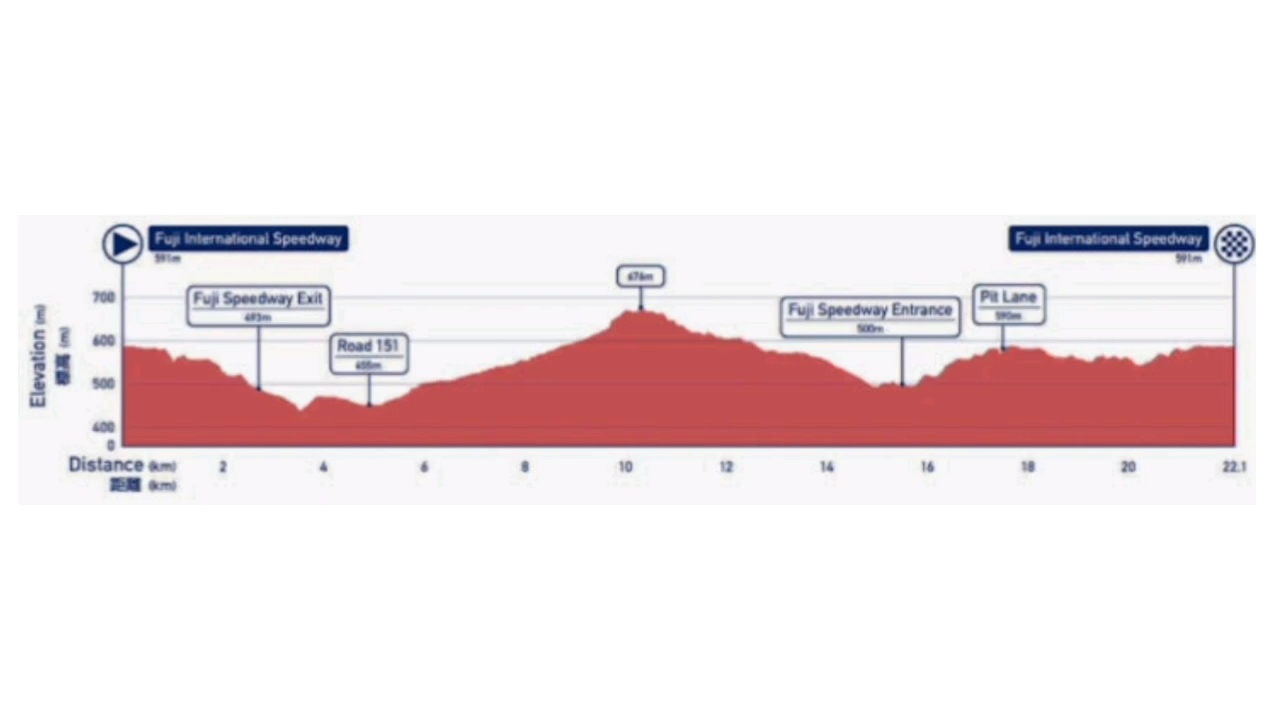 Fuji International Speedway
591m
Fuji International Speedway
591m
676m
Fuji Speedway Exit
493m
Road 151
455m
Fuji Speedway Entrance
500m
Pit Lane
590m
Elevation (m)
標高 (m)
700
600
500
400
0
Distance (km)
2 4 6 8 10 12 14 16 18 20 22.1
距離 (km)